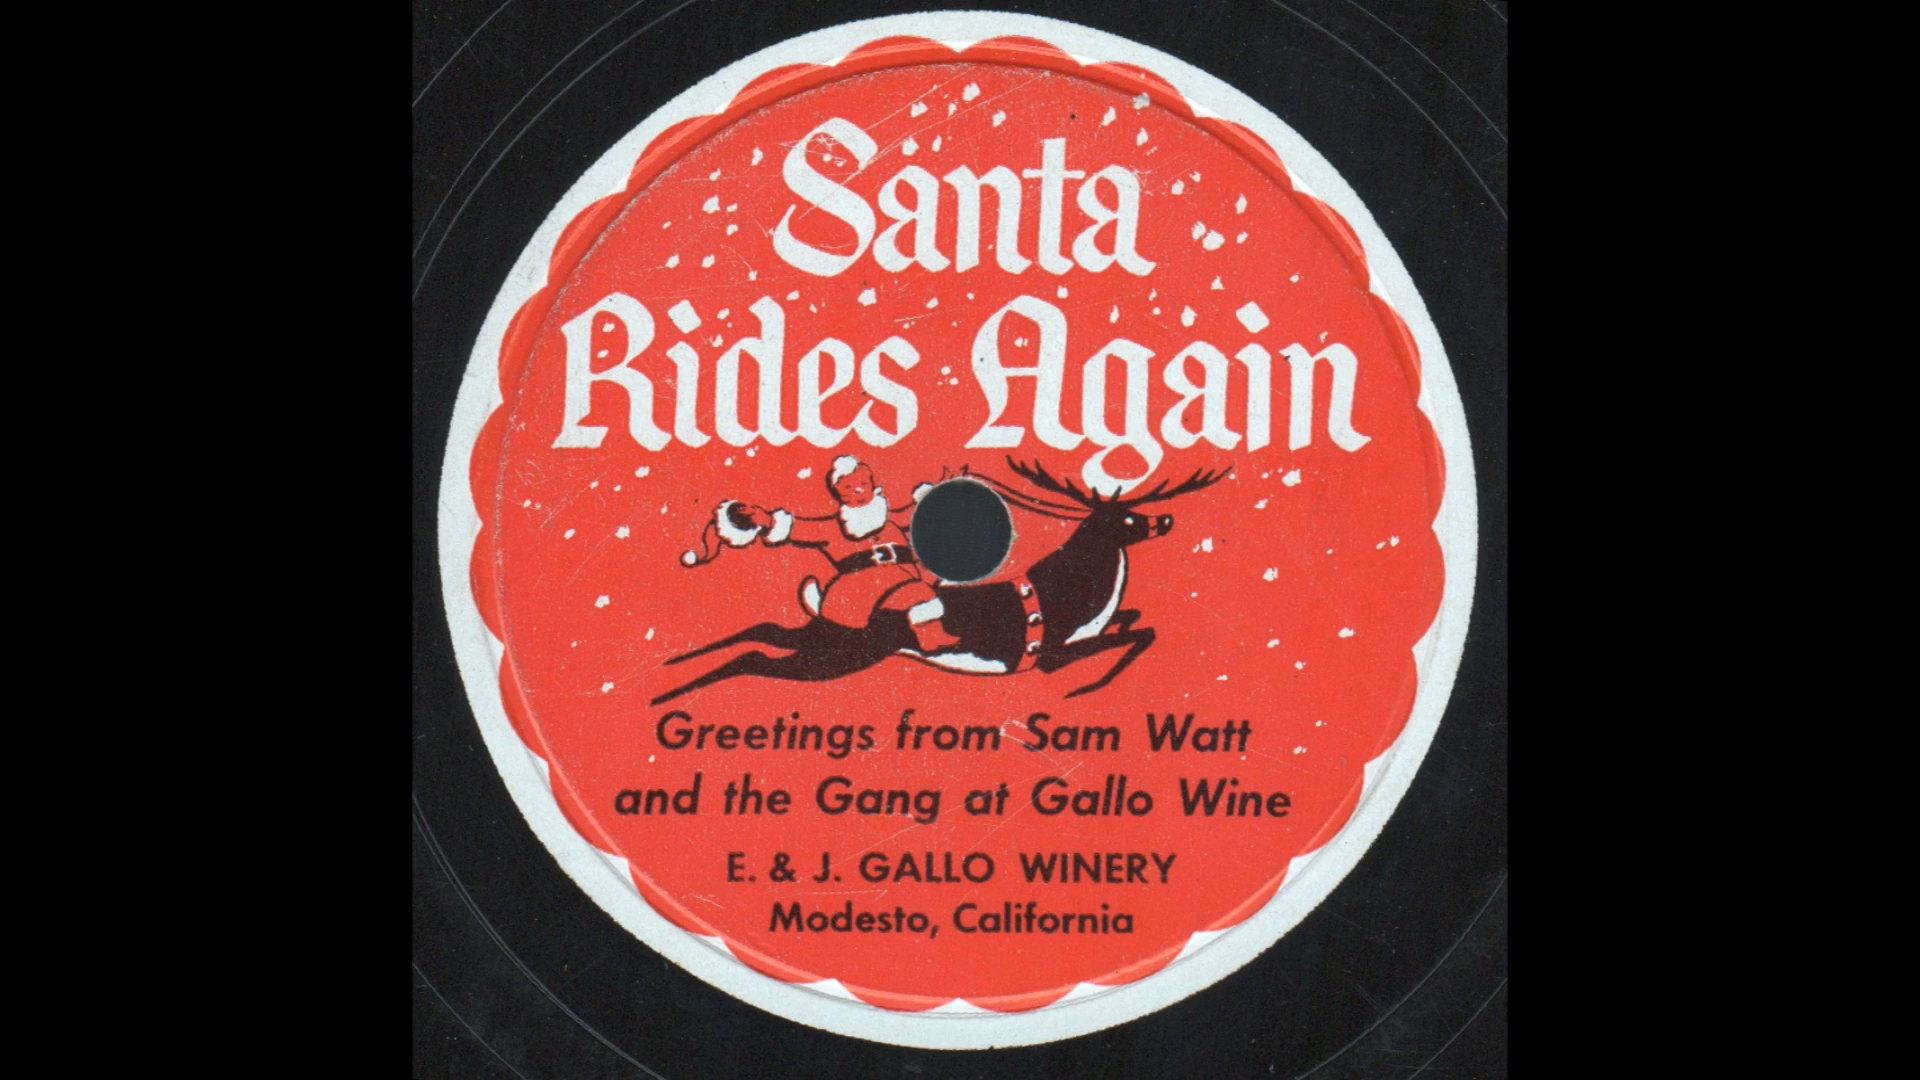 Santa
Rides Again
Greetings from Sam Watt
and the Gang at Gallo Wine
E. & J. GALLO WINERY
Modesto, California